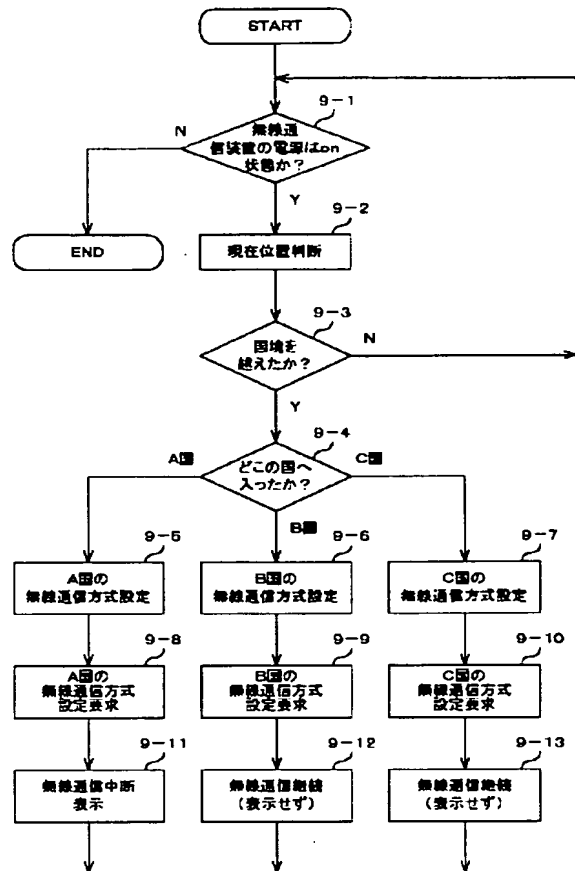 START
9-1
N
無線通
信装置の電源はon
状態か？
Y
9-2
END
現在位置判断
9-3
国境を
越えたか？
N
Y
9-4
A国
どこの国へ
入ったか？
C国
B国
9-5
9-6
9-7
A国の
無線通信方式設定
B国の
無線通信方式設定
C国の
無線通信方式設定
9-8
9-9
9-10
A国の
無線通信方式
設定要求
B国の
無線通信方式
設定要求
C国の
無線通信方式
設定要求
9-11
9-12
9-13
無線通信中断
表示
無線通信継続
(表示せず)
無線通信継続
(表示せず)